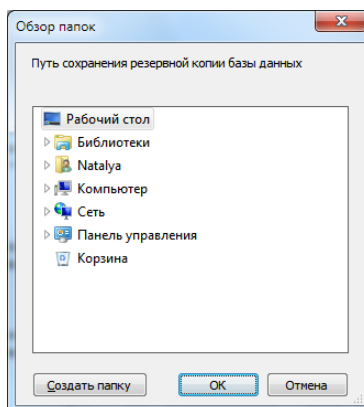 Обзор папок
Путь сохранения резервной копии базы данных
Рабочий стол
Библиотеки
Natalya
Компьютер
Сеть
Панель управления
Корзина
Создать папку
ОК
Отмена